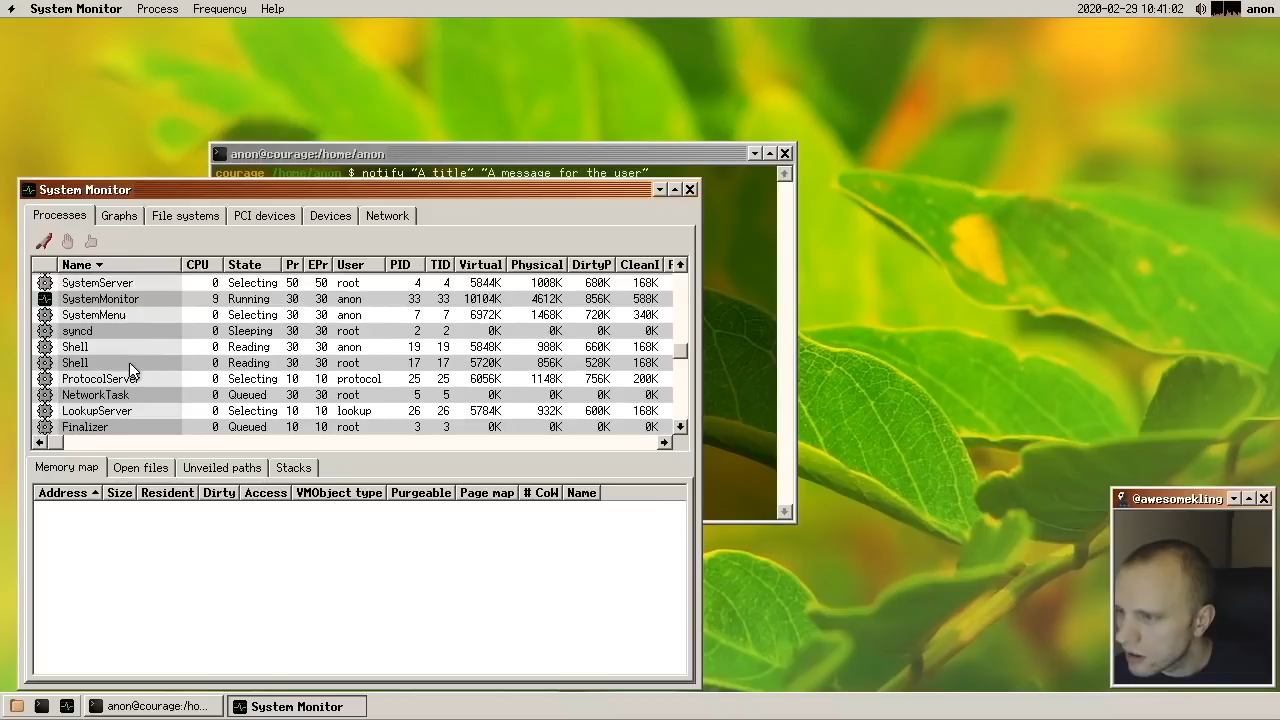 System Monitor Process Frequency Help 2020-02-29 10:41:02 anon
anon@courage:/home/anon
courage /home/anon $ notify "A title" "A message for the user"
System Monitor
Processes Graphs File systems PCI devices Devices Network
Name CPU State Pr EPr User PID TID Virtual Physical DirtyP CleanI
SystemServer 0 Selecting 50 50 root 4 4 5844K 1008K 680K 168K
SystemMonitor 9 Running 30 30 anon 33 33 10104K 4612K 856K 588K
SystemMenu 0 Selecting 30 30 anon 7 7 6972K 1468K 720K 340K
syncd 0 Sleeping 30 30 root 2 2 0K 0K 0K 0K
Shell 0 Reading 30 30 anon 19 19 5848K 988K 660K 168K
Shell 0 Reading 30 30 root 17 17 5720K 856K 528K 168K
ProtocolServer 0 Selecting 10 10 protocol 25 25 6056K 1148K 756K 200K
NetworkTask 0 Queued 30 30 root 5 5 0K 0K 0K 0K
LookupServer 0 Selecting 10 10 lookup 26 26 5784K 932K 600K 168K
Finalizer 0 Queued 10 10 root 3 3 0K 0K 0K 0K
Memory map Open files Unveiled paths Stacks
Address Size Resident Dirty Access VMObject type Purgeable Page map # CoW Name
@awesomekling
anon@courage:/ho... System Monitor